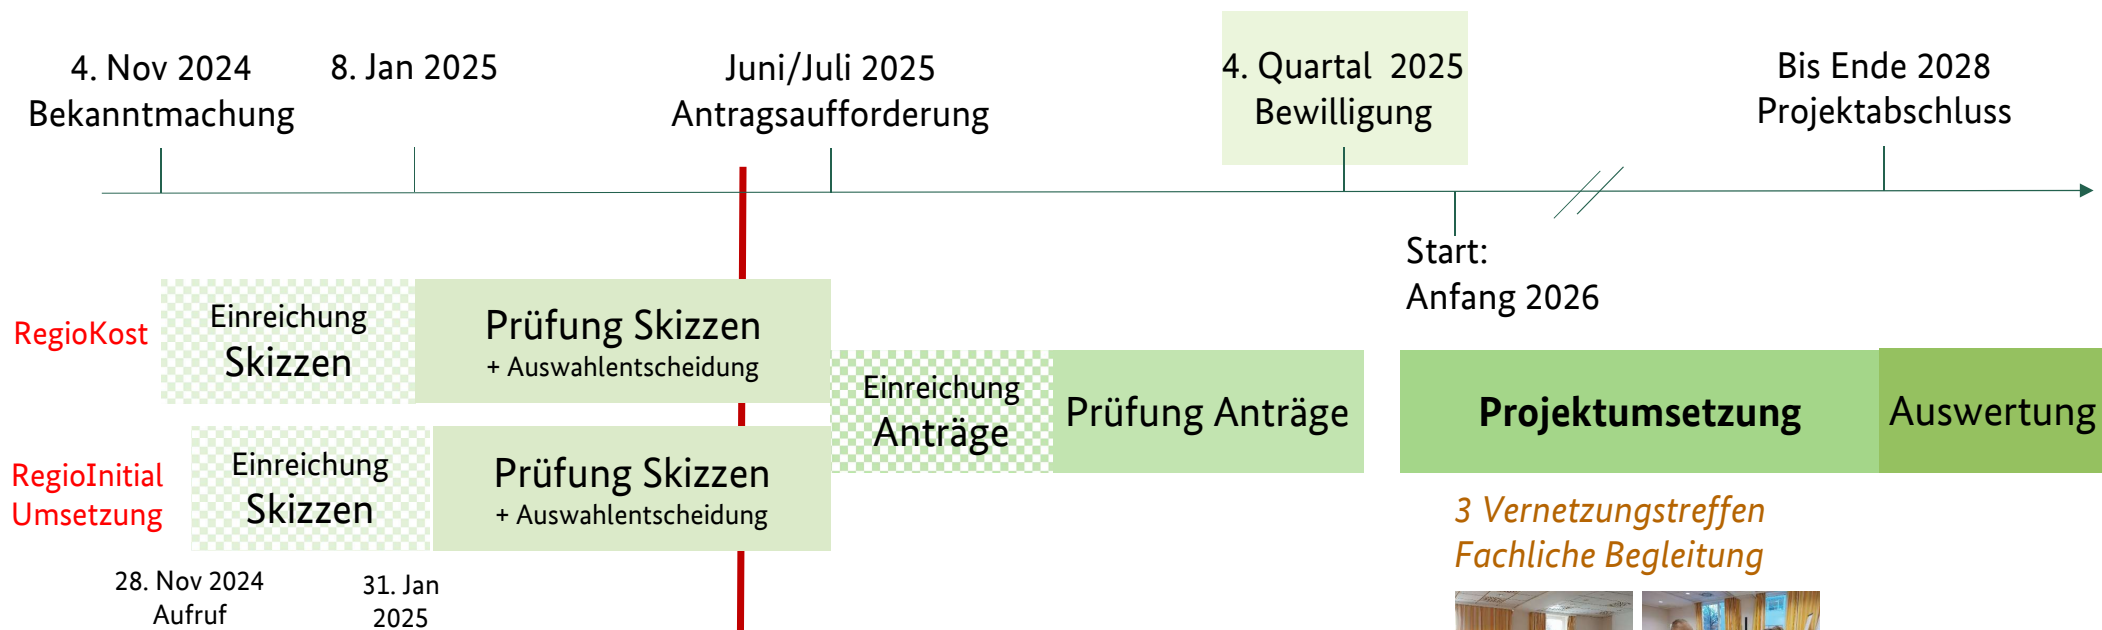 4. Nov 2024
Bekanntmachung
8. Jan 2025
Juni/Juli 2025
Antragsaufforderung
4. Quartal 2025
Bewilligung
Bis Ende 2028
Projektabschluss
Start:
Anfang 2026
RegioKost
Einreichung
Skizzen
Prüfung Skizzen
+ Auswahlentscheidung
Einreichung
Anträge
Prüfung Anträge
Projektumsetzung
Auswertung
RegioInitial
Umsetzung
Einreichung
Skizzen
Prüfung Skizzen
+ Auswahlentscheidung
3 Vernetzungstreffen
Fachliche Begleitung
28. Nov 2024
Aufruf
31. Jan
2025